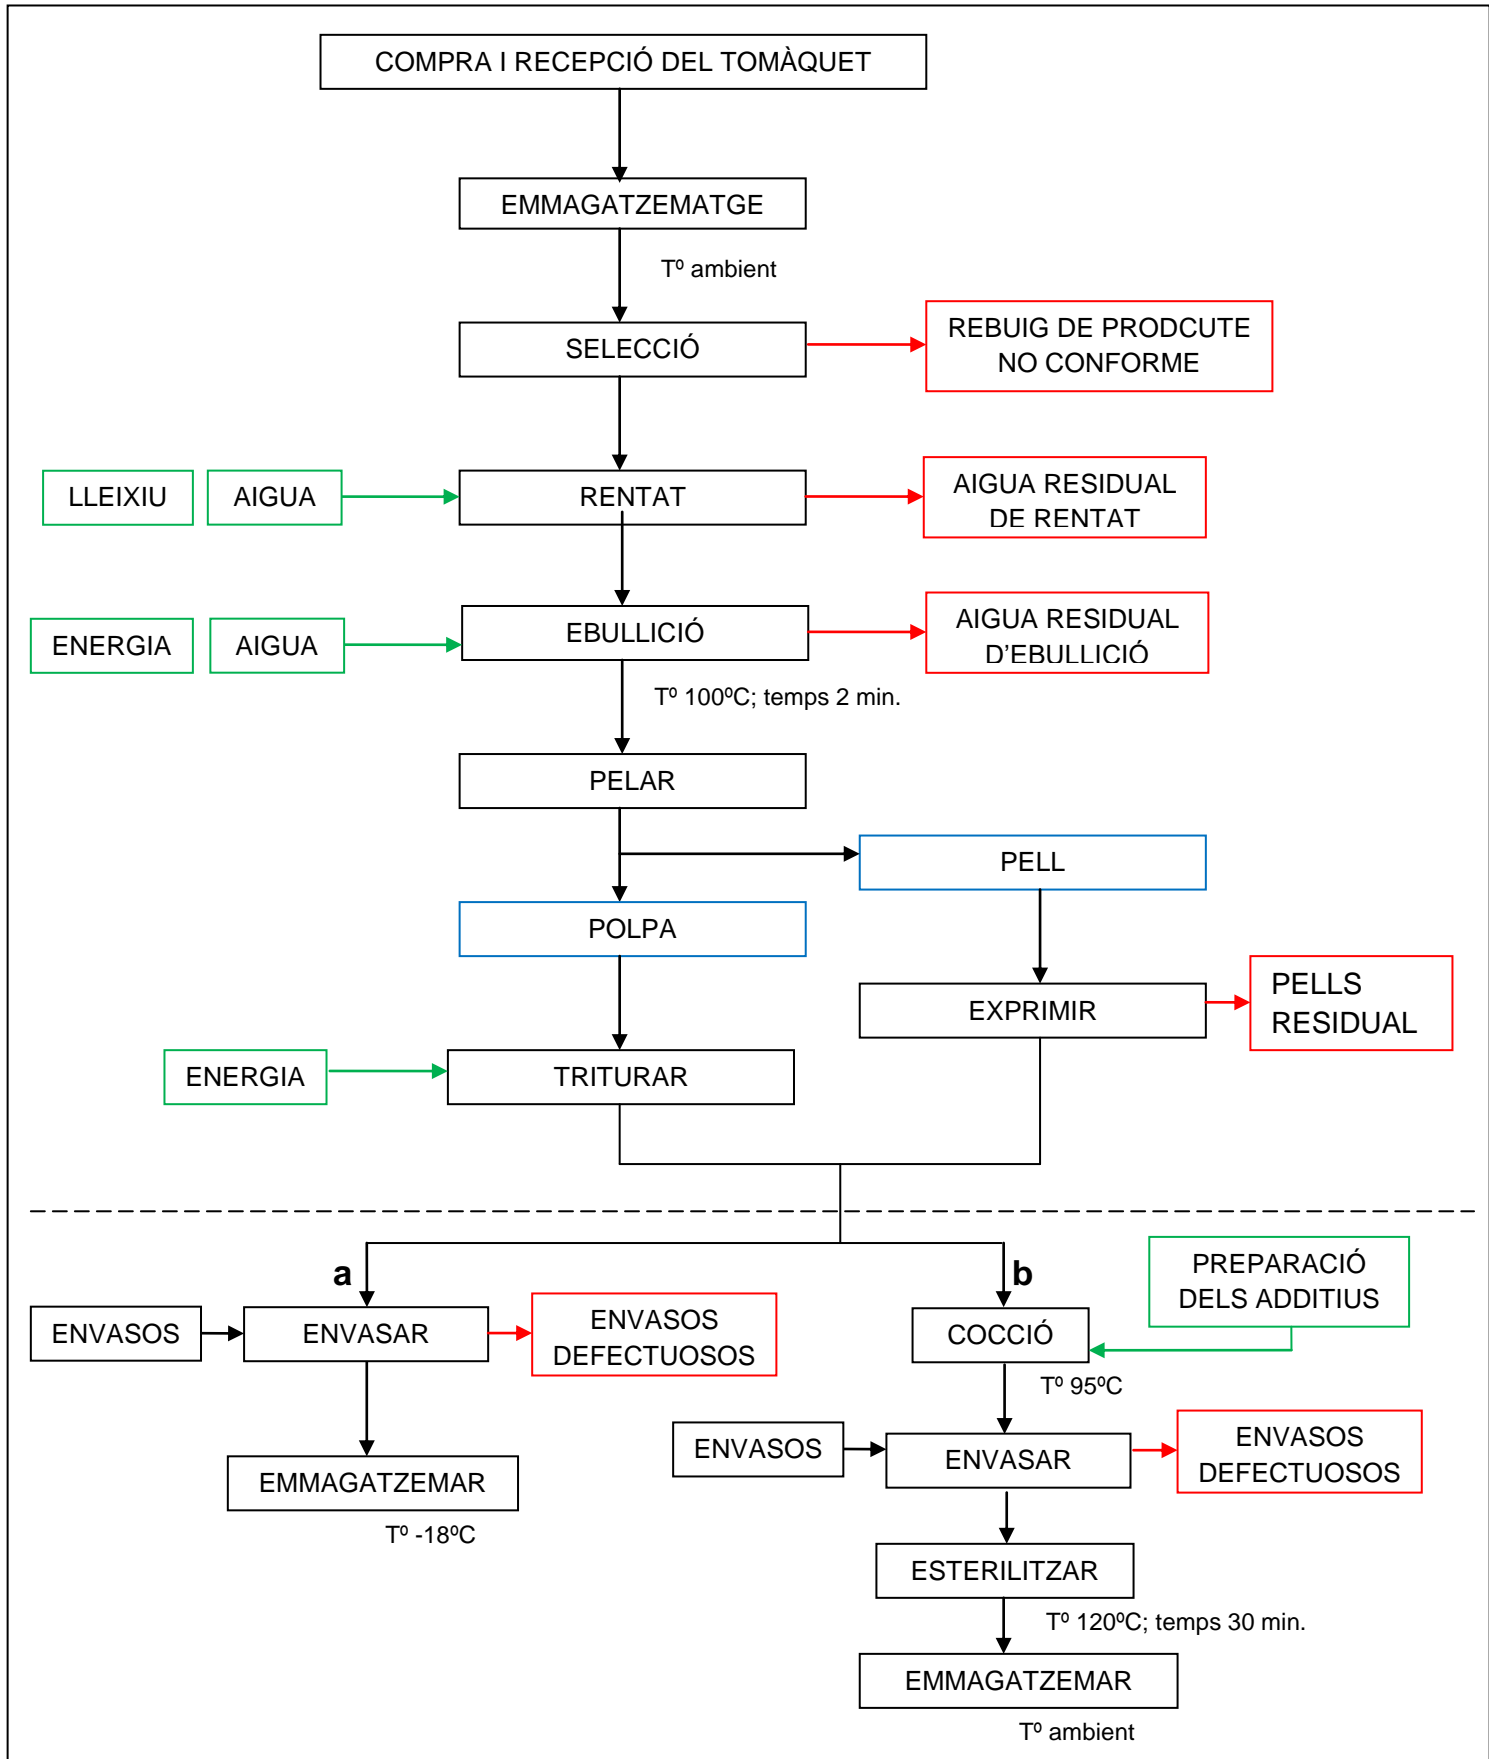 COMPRA I RECEPCIÓ DEL TOMÀQUET
EMMAGATZEMATGE
Tº ambient
SELECCIÓ
REBUIG DE PRODCUTE
NO CONFORME
LLEIXIU
AIGUA
RENTAT
AIGUA RESIDUAL
DE RENTAT
ENERGIA
AIGUA
EBULLICIÓ
AIGUA RESIDUAL
D'EBULLICIÓ
Tº 100ºC; temps 2 min.
PELAR
PELL
POLPA
EXPRIMIR
PELLS
RESIDUAL
ENERGIA
TRITURAR
a
b
PREPARACIÓ
DELS ADDITIUS
ENVASOS
ENVASAR
ENVASOS
DEFECTUOSOS
COCCIÓ
Tº 95ºC
ENVASOS
ENVASAR
ENVASOS
DEFECTUOSOS
EMMAGATZEMAR
Tº -18ºC
ESTERILITZAR
Tº 120ºC; temps 30 min.
EMMAGATZEMAR
Tº ambient